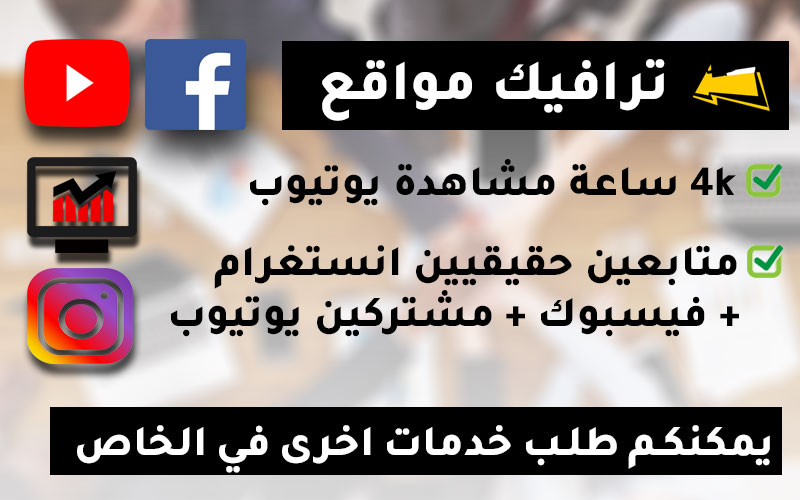 ترافيك مواقع
4k ساعة مشاهدة يوتيوب
متابعين حقيقيين انستغرام
+ فيسبوك + مشتركين يوتيوب
يمكنكم طلب خدمات اخرى في الخاص